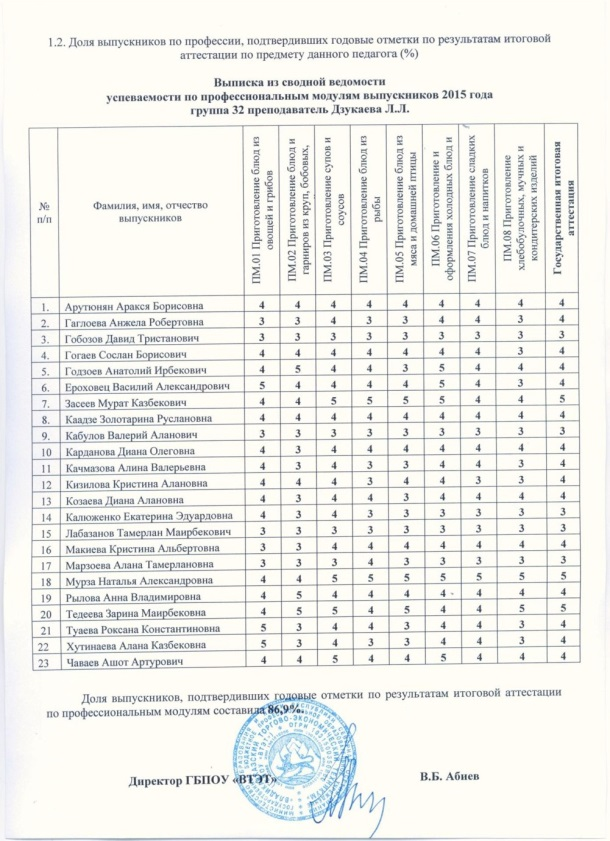 1.2. Доля выпускников по профессии, подтвердивших годовые отметки по результатам итоговой
аттестации по предмету данного педагога (%)
Выписка из сводной ведомости
успеваемости по профессиональным модулям выпускников 2015 года
группа 32 преподаватель Дзукаева Л.Л.
№ п/п Фамилия, имя, отчество выпускников ПМ.01 Приготовление блюд из овощей и грибов ПМ.02 Приготовление блюд и гарниров из круп, бобовых, ПМ.03 Приготовление супов и соусов ПМ.04 Приготовление блюд из рыбы ПМ.05 Приготовление блюд из мяса и домашней птицы ПМ.06 Приготовление и оформления холодных блюд и ПМ.07 Приготовление сладких блюд и напитков ПМ.08 Приготовление хлебобулочных, мучных и кондитерских изделий Государственная итоговая аттестация
1. Арутюнян Аракся Борисовна 4 4 4 4 4 4 4 4 4
2. Гаглоева Анжела Робертовна 3 3 4 3 3 4 4 3 4
3. Гобозов Давид Тристанович 3 3 3 3 3 3 3 3 3
4. Гогаев Сослан Борисович 4 4 4 4 4 4 4 3 4
5. Годзоев Анатолий Ирбекович 4 5 4 4 3 5 4 4 4
6. Ероховец Василий Александрович 5 4 4 4 4 5 4 3 4
7. Засеев Мурат Казбекович 4 4 5 5 5 5 4 4 5
8. Каадзе Золотарина Руслановна 4 4 4 4 4 4 4 4 4
9. Кабулов Валерий Аланович 3 3 3 3 3 3 3 3 3
10 Карданова Диана Олеговна 4 3 4 4 4 4 4 4 4
11 Качмазова Алина Валерьевна 4 3 4 3 3 4 4 3 4
12 Кизилова Кристина Алановна 4 4 4 3 4 4 3 3 4
13 Козаева Диана Алановна 4 3 4 4 3 4 4 4 4
14 Калюженко Екатерина Эдуардовна 4 3 4 3 3 3 3 3 3
15 Лабазанов Тамерлан Маирбекович 3 3 3 3 3 3 3 3 3
16 Макиева Кристина Альбертовна 3 3 4 4 4 4 4 4 4
17 Марзоева Алана Тамерлановна 3 3 3 4 3 3 3 3 3
18 Мурза Наталья Александровна 4 4 5 5 5 5 5 5 5
19 Рылова Анна Владимировна 4 5 4 4 4 4 4 4 4
20 Тедеева Зарина Маирбековна 4 5 5 4 5 4 4 5 5
21 Туаева Роксана Константиновна 5 3 4 4 3 4 4 3 4
22 Хутинаева Алана Казбековна 5 3 4 3 3 4 4 3 4
23 Чаваев Ашот Артурович 4 4 5 4 4 5 4 4 4
Доля выпускников, подтвердивших годовые отметки по результатам итоговой аттестации
по профессиональным модулям составила 86,9%.
Директор ГБПОУ «ВТЭТ» В.Б. Абиев